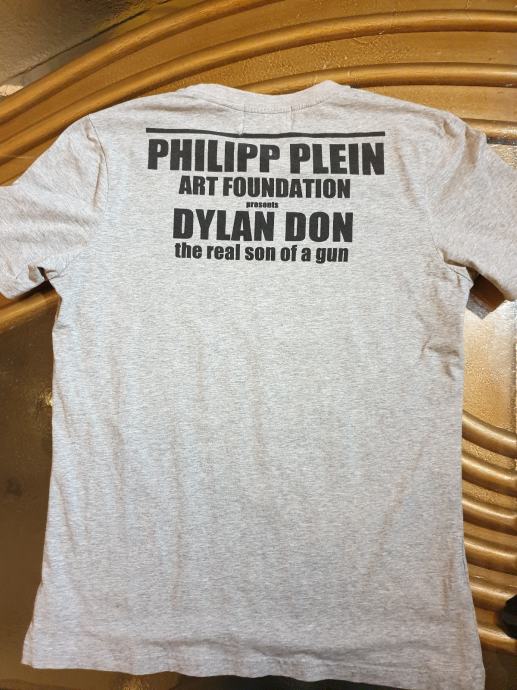 PHILIPP PLEIN
ART FOUNDATION
presents
DYLAN DON
the real son of a gun